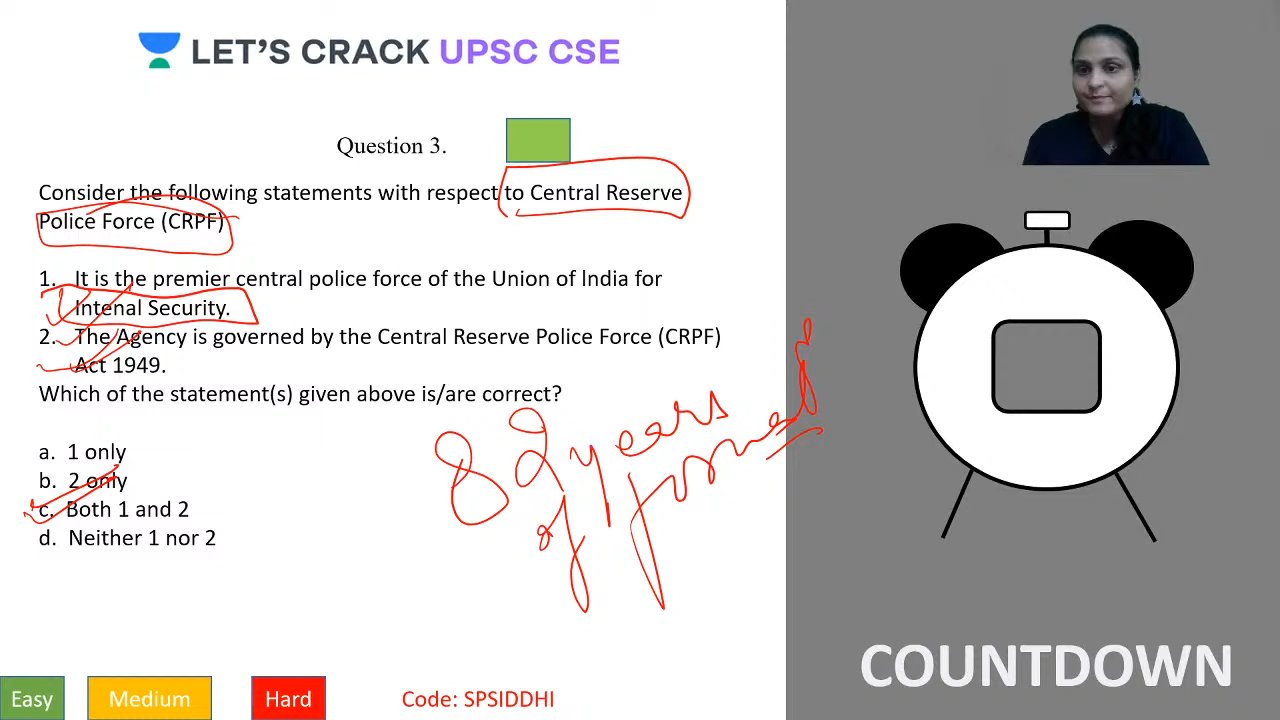 LET'S CRACK UPSC CSE
Question 3.
Consider the following statements with respect to Central Reserve
Police Force (CRPF)
1. It is the premier central police force of the Union of India for
Intenal Security.
2. The Agency is governed by the Central Reserve Police Force (CRPF)
Act 1949.
Which of the statement(s) given above is/are correct?
a. 1 only
b. 2 only
c. Both 1 and 2
d. Neither 1 nor 2
82 years
of
Easy
Medium
Hard
Code: SPSIDDHI
COUNTDOWN